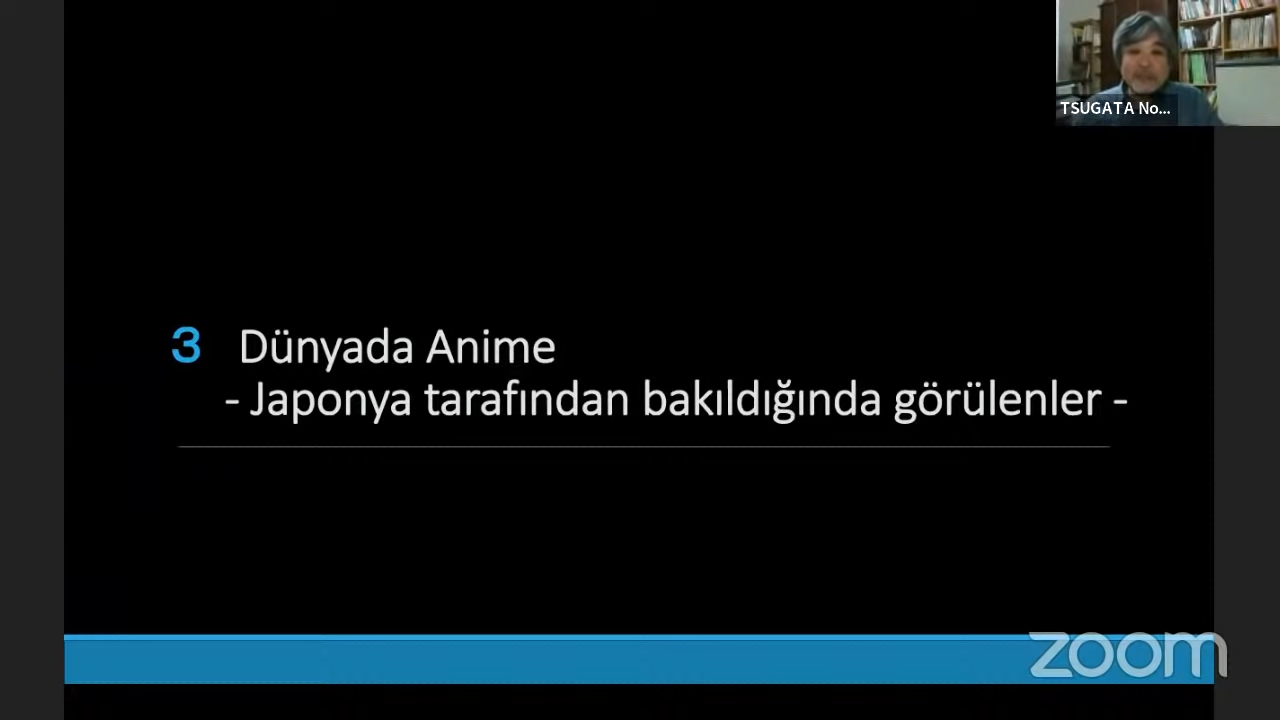 TSUGATA No...
3 Dünyada Anime
- Japonya tarafından bakıldığında görülenler -
zoom